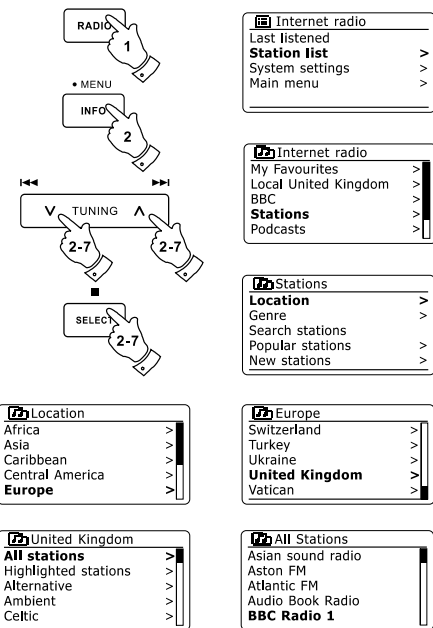 RADIO
1
• MENU
INFO
2
TUNING
2-7
2-7
SELECT
2-7
Internet radio
Last listened
Station list >
System settings >
Main menu >
Internet radio
My Favourites >
Local United Kingdom >
BBC >
Stations >
Podcasts >
Stations
Location >
Genre >
Search stations
Popular stations >
New stations >
Location
Africa >
Asia >
Caribbean >
Central America >
Europe >
Europe
Switzerland >
Turkey >
Ukraine >
United Kingdom >
Vatican >
United Kingdom
All stations >
Highlighted stations >
Alternative >
Ambient >
Celtic >
All Stations
Asian sound radio
Aston FM
Atlantic FM
Audio Book Radio
BBC Radio 1